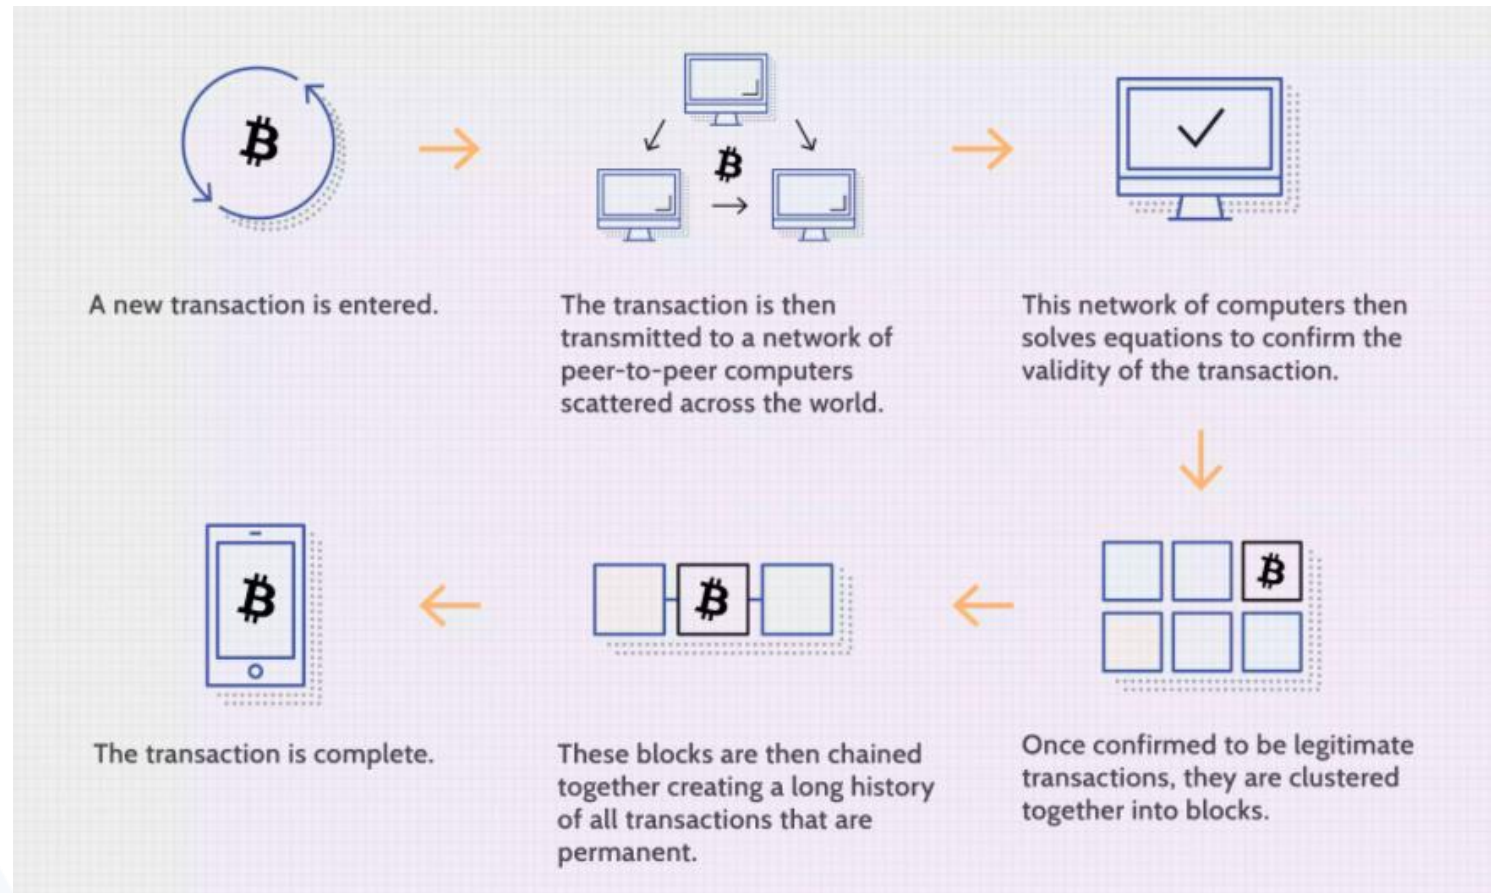 A new transaction is entered.
The transaction is then
transmitted to a network of
peer-to-peer computers
scattered across the world.
This network of computers then
solves equations to confirm the
validity of the transaction.
Once confirmed to be legitimate
transactions, they are clustered
together into blocks.
These blocks are then chained
together creating a long history
of all transactions that are
permanent.
The transaction is complete.